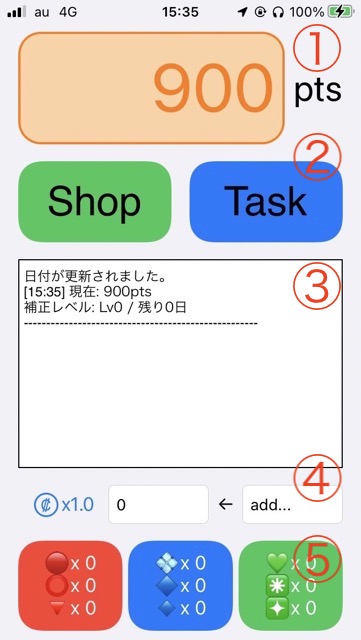 au 4G 15:35 100%
①
900 pts
②
Shop Task
③
日付が更新されました。
[15:35] 現在: 900pts
補正レベル: Lv0 / 残り0日
----------------------------------------------------
④
₡ x1.0 0 ← add...
⑤
x 0 x 0 x 0
x 0 x 0 x 0
x 0 x 0 x 0